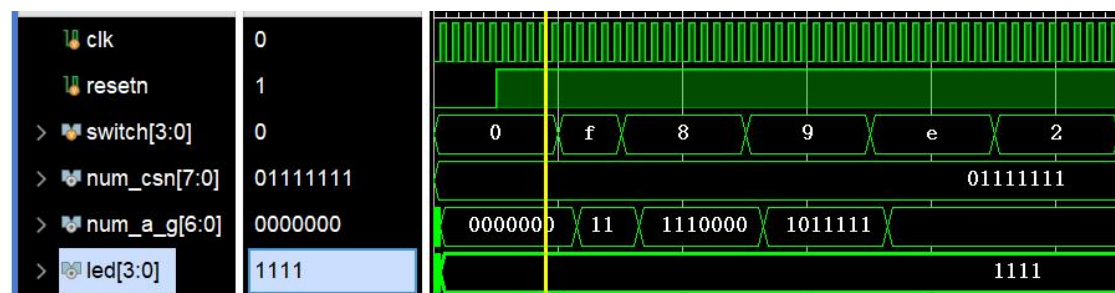 clk 0
resetn 1
switch[3:0] 0 0 f 8 9 e 2
num_csn[7:0] 01111111 01111111
num_a_g[6:0] 0000000 0000000 11 1110000 1011111
led[3:0] 1111 1111